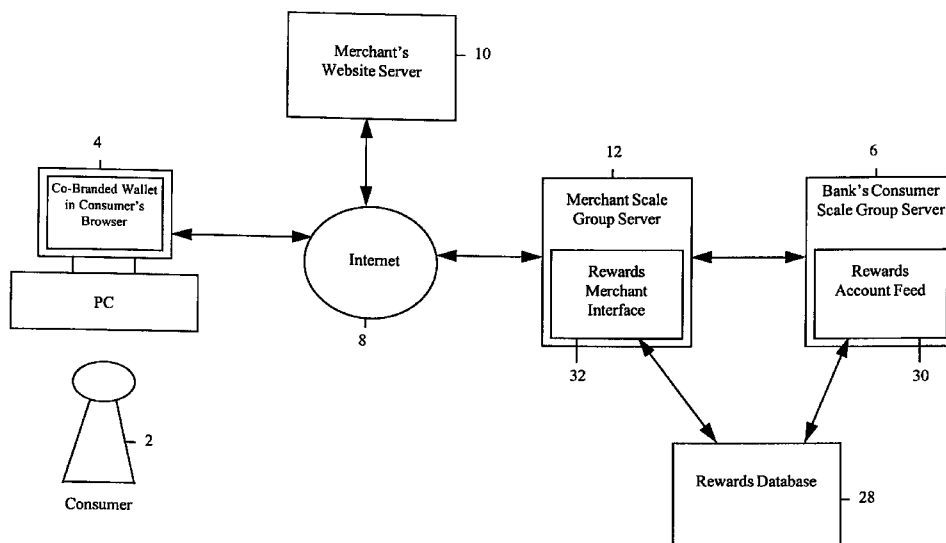 Merchant's
Website Server
10
4
Co-Branded Wallet
in Consumer's
Browser
PC
Internet
8
12
Merchant Scale
Group Server
Rewards
Merchant
Interface
32
6
Bank's Consumer
Scale Group Server
Rewards
Account Feed
30
2
Consumer
Rewards Database
28